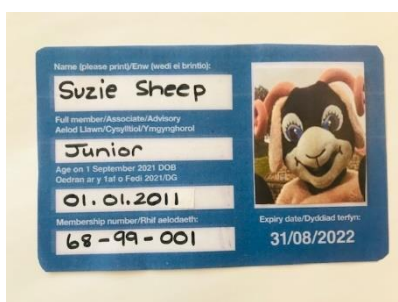 Name (please print)/Enw (wedi ei brintio):
Suzie Sheep
Full member/Associate/Advisory
Aelod Llawn/Cysylltiol/Ymgynghorol
Junior
Age on 1 September 2021 DOB
Oedran ar y 1af o Fedi 2021/DG
01.01.2011
Membership number/Rhif aelodaeth:
68-99-001
Expiry date/Dyddiad terfyn:
31/08/2022